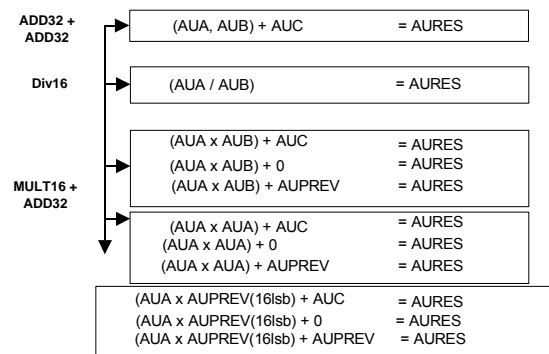 ADD32 +
ADD32
(AUA, AUB) + AUC = AURES
Div16
(AUA / AUB) = AURES
MULT16 +
ADD32
(AUA x AUB) + AUC = AURES
(AUA x AUB) + 0 = AURES
(AUA x AUB) + AUPREV = AURES
(AUA x AUA) + AUC = AURES
(AUA x AUA) + 0 = AURES
(AUA x AUA) + AUPREV = AURES
(AUA x AUPREV(16lsb) + AUC = AURES
(AUA x AUPREV(16lsb) + 0 = AURES
(AUA x AUPREV(16lsb) + AUPREV = AURES